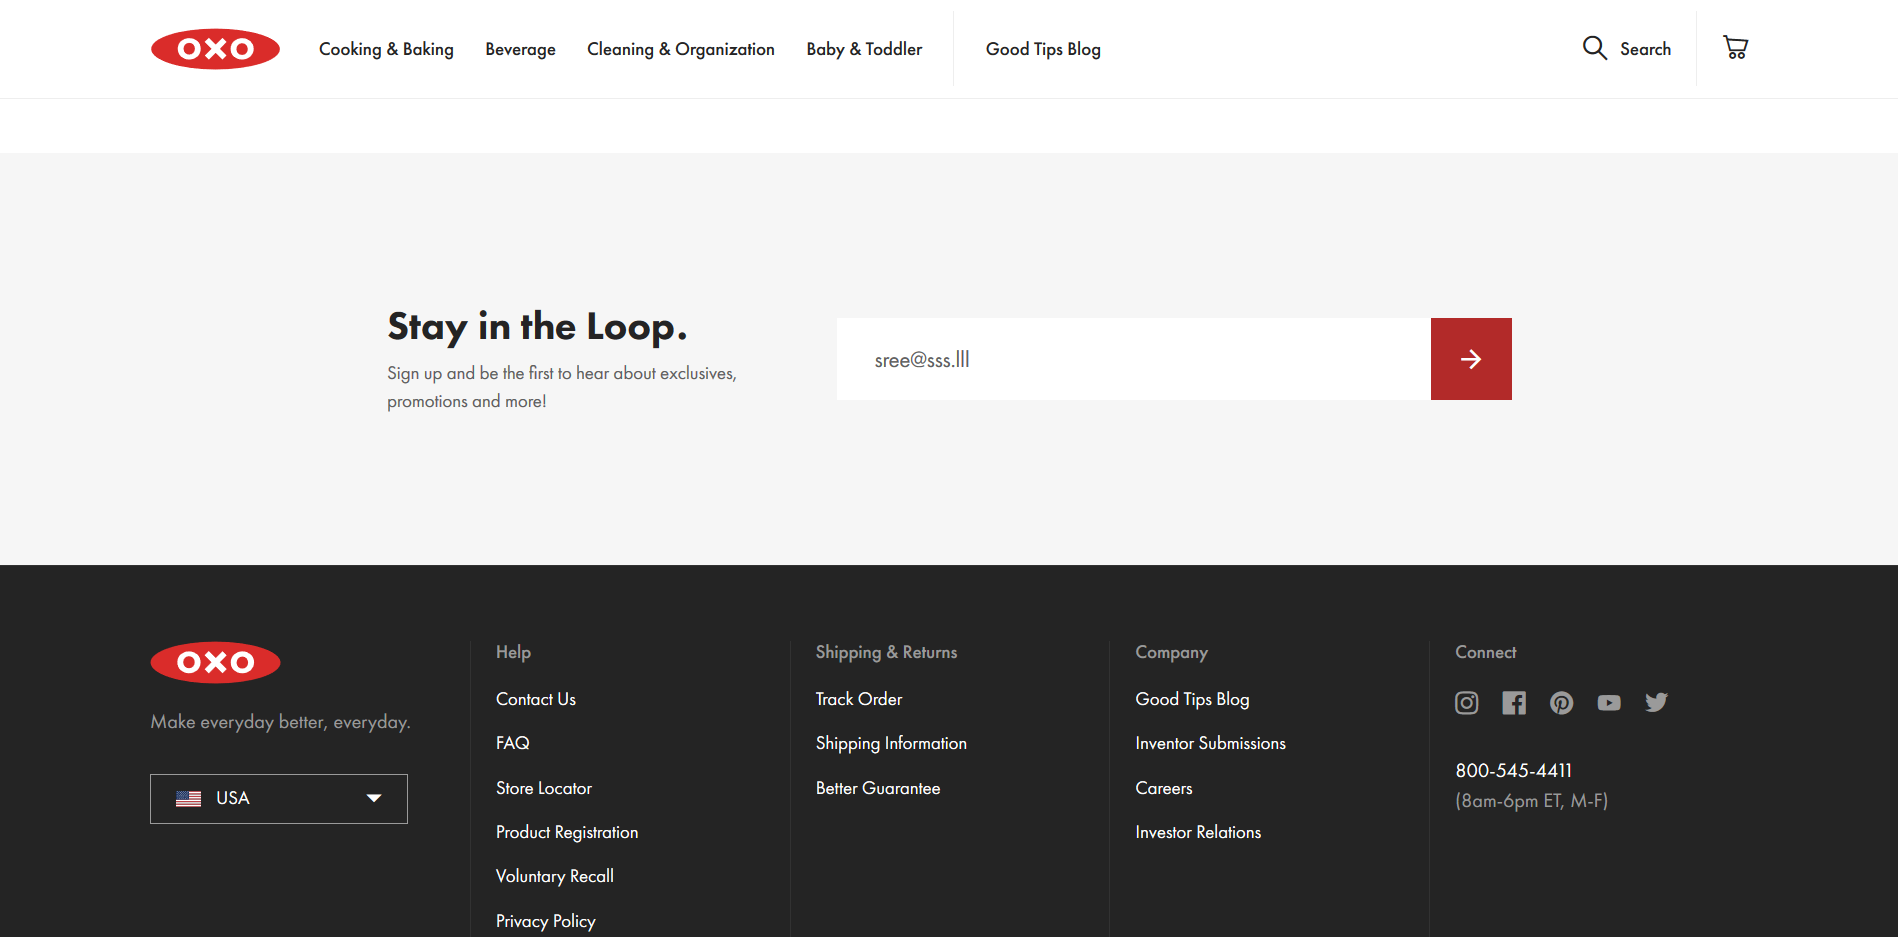 OXO
Cooking & Baking
Beverage
Cleaning & Organization
Baby & Toddler
Good Tips Blog
Search
Stay in the Loop.
Sign up and be the first to hear about exclusives,
promotions and more!
sree@sss.lll
OXO
Make everyday better, everyday.
USA
Help
Contact Us
FAQ
Store Locator
Product Registration
Voluntary Recall
Privacy Policy
Shipping & Returns
Track Order
Shipping Information
Better Guarantee
Company
Good Tips Blog
Inventor Submissions
Careers
Investor Relations
Connect
800-545-4411
(8am-6pm ET, M-F)